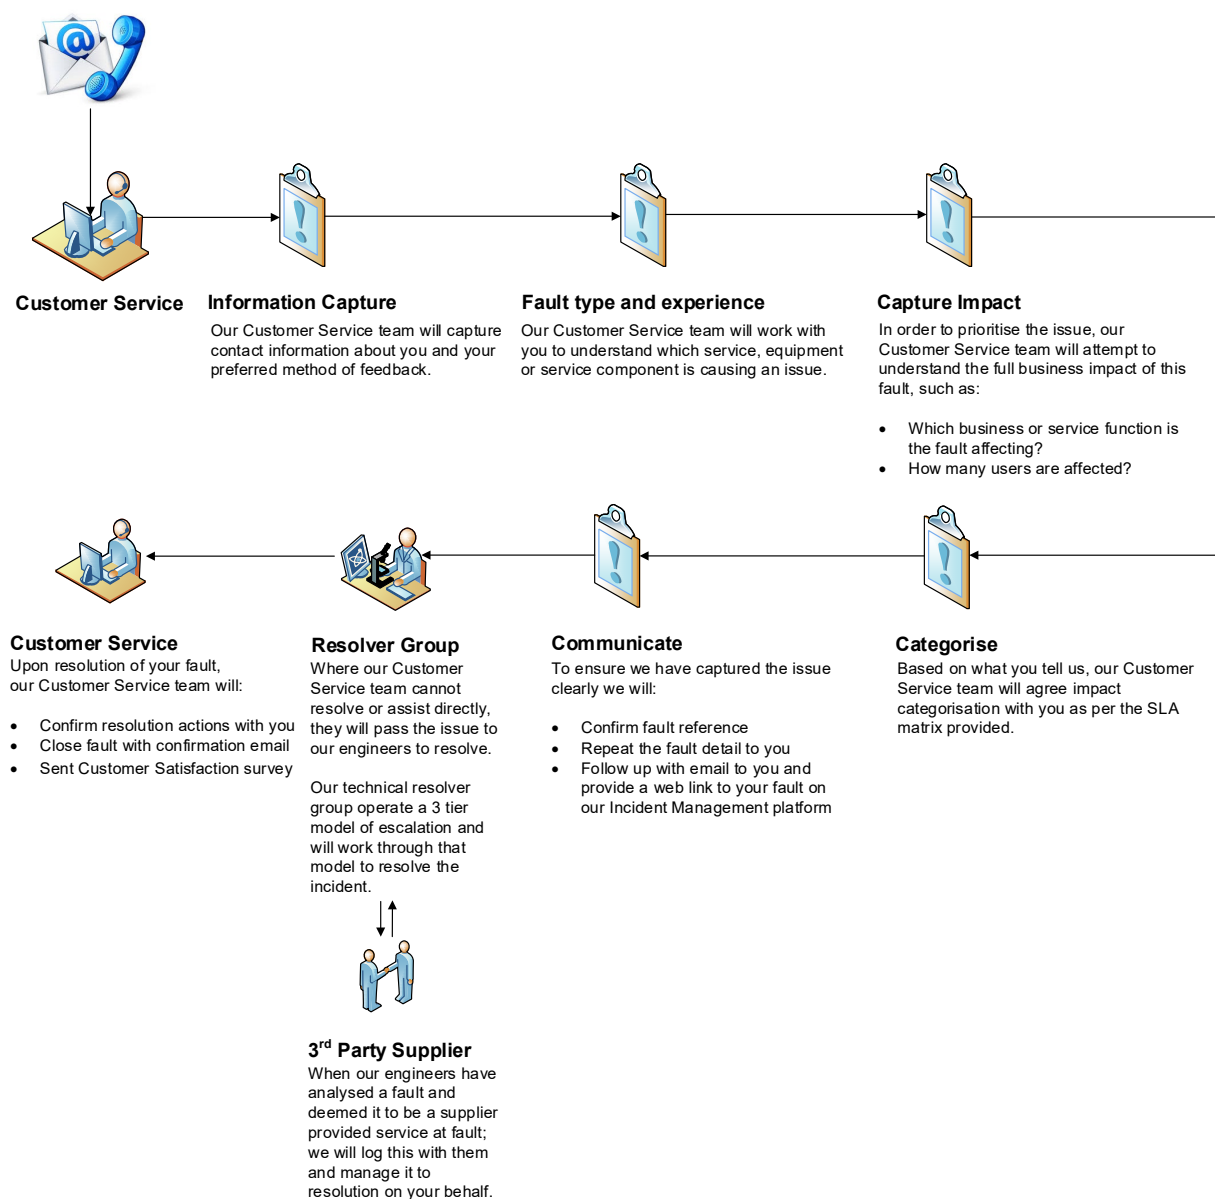 @
Customer Service
Information Capture
Our Customer Service team will capture
contact information about you and your
preferred method of feedback.
Fault type and experience
Our Customer Service team will work with
you to understand which service, equipment
or service component is causing an issue.
Capture Impact
In order to prioritise the issue, our
Customer Service team will attempt to
understand the full business impact of this
fault, such as:
• Which business or service function is
the fault affecting?
• How many users are affected?
Customer Service
Upon resolution of your fault,
our Customer Service team will:
• Confirm resolution actions with you
• Close fault with confirmation email
• Sent Customer Satisfaction survey
Resolver Group
Where our Customer
Service team cannot
resolve or assist directly,
they will pass the issue to
our engineers to resolve.
Our technical resolver
group operate a 3 tier
model of escalation and
will work through that
model to resolve the
incident.
Communicate
To ensure we have captured the issue
clearly we will:
• Confirm fault reference
• Repeat the fault detail to you
• Follow up with email to you and
provide a web link to your fault on
our Incident Management platform
Categorise
Based on what you tell us, our Customer
Service team will agree impact
categorisation with you as per the SLA
matrix provided.
3rd Party Supplier
When our engineers have
analysed a fault and
deemed it to be a supplier
provided service at fault;
we will log this with them
and manage it to
resolution on your behalf.